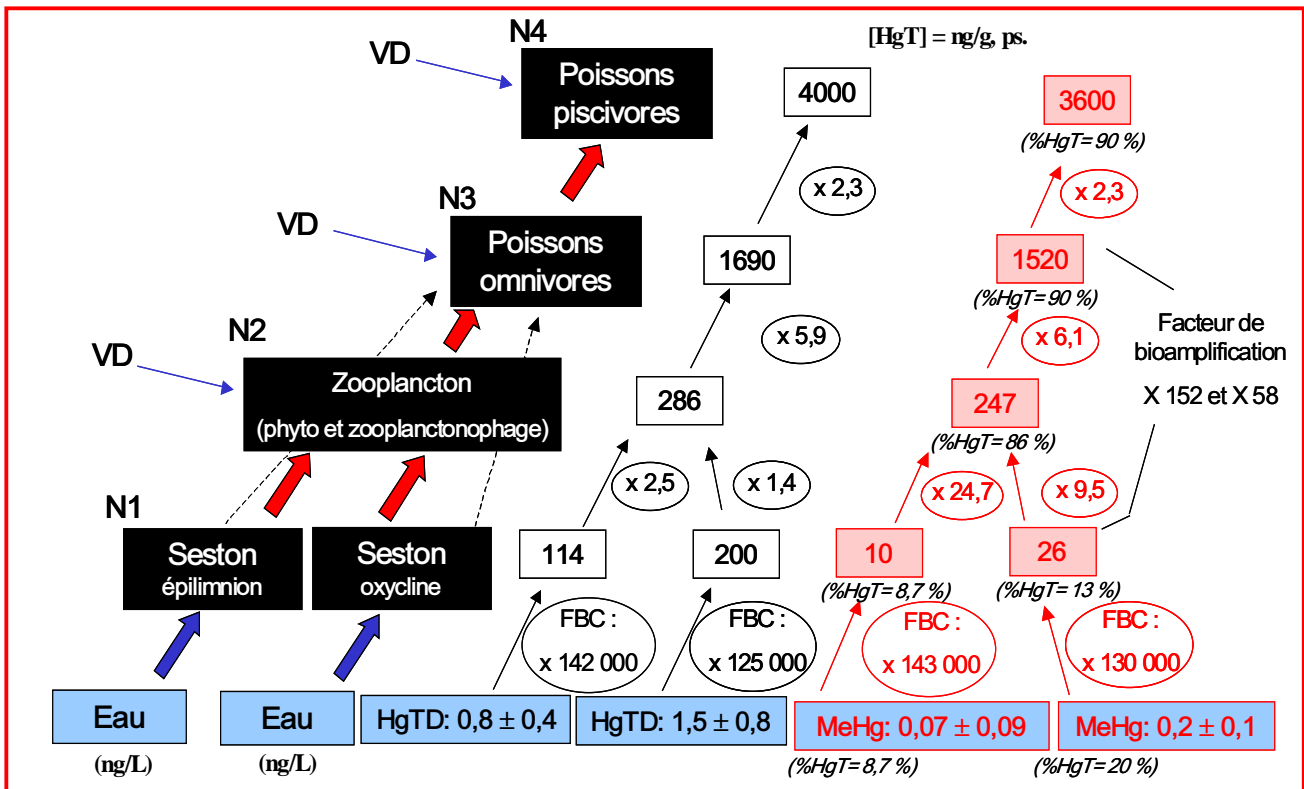 N4
[HgT] = ng/g, ps.
VD
Poissons
piscivores
4000
3600
(%HgT= 90 %)
x 2,3
x 2,3
N3
VD
Poissons
omnivores
1690
1520
(%HgT= 90 %)
N2
x 5,9
x 6,1
Facteur de
bioamplification
X 152 et X 58
VD
Zooplancton
(phyto et zooplanctonophage)
286
247
(%HgT= 86 %)
x 2,5
x 1,4
x 24,7
x 9,5
N1
Seston
épilimnion
Seston
oxycline
114
200
10
(%HgT= 8,7 %)
26
(%HgT= 13 %)
FBC :
x 142 000
FBC :
x 125 000
FBC :
x 143 000
FBC :
x 130 000
Eau
(ng/L)
Eau
(ng/L)
HgTD: 0,8 ± 0,4
HgTD: 1,5 ± 0,8
MeHg: 0,07 ± 0,09
(%HgT= 8,7 %)
MeHg: 0,2 ± 0,1
(%HgT= 20 %)